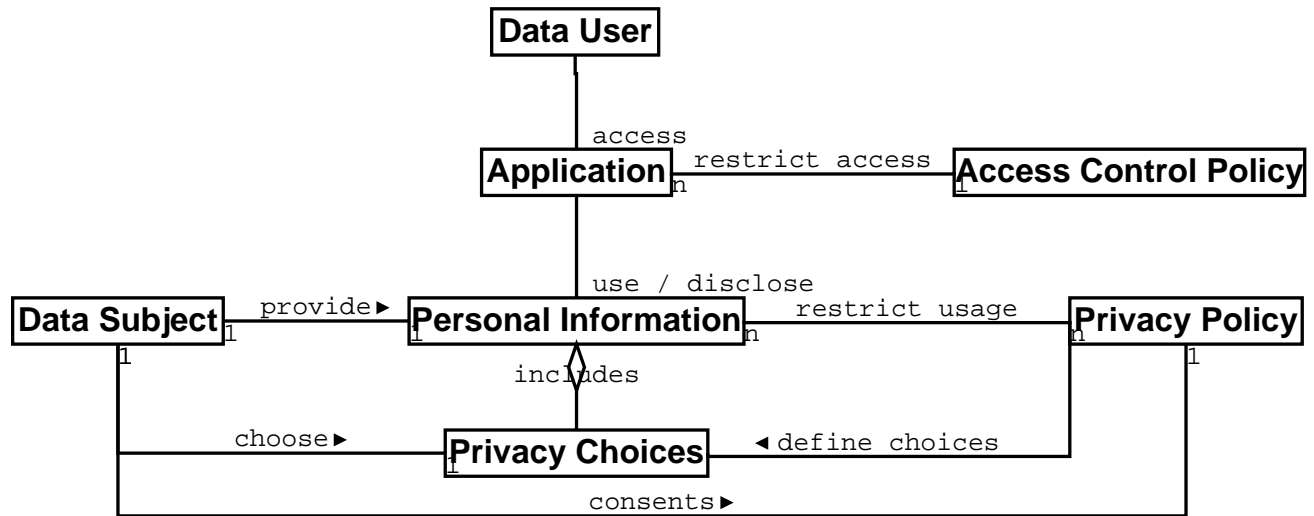 Data User
access
Application
n
restrict access
1
Access Control Policy
use / disclose
Data Subject
1
provide ►
1
Personal Information
n
restrict usage
n
Privacy Policy
1
1
includes
choose ►
1
Privacy Choices
◄ define choices
consents ►